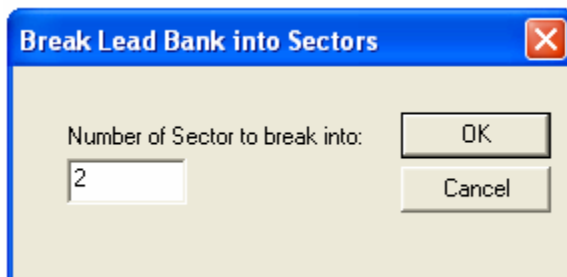 Break Lead Bank into Sectors
Number of Sector to break into:
2
OK
Cancel